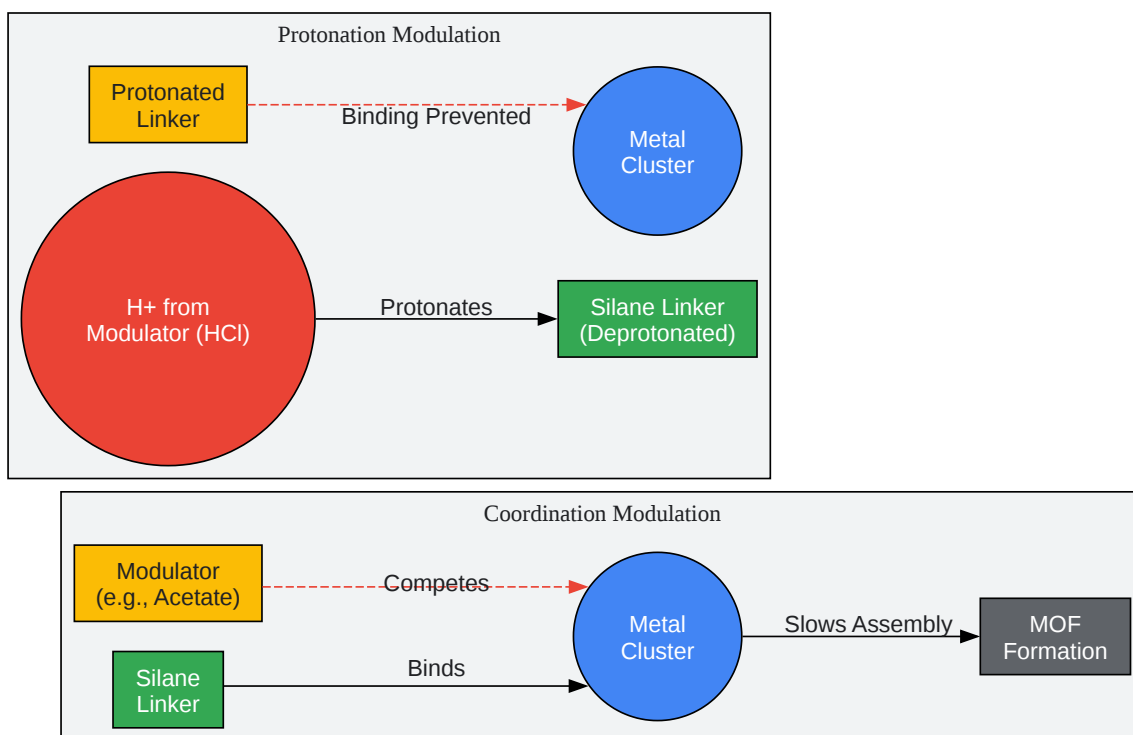 Protonation Modulation
Protonated
Linker
Binding Prevented
Metal
Cluster
H+ from
Modulator (HCl)
Protonates
Silane Linker
(Deprotonated)
Coordination Modulation
Modulator
(e.g., Acetate)
Competes
Metal
Cluster
Slows Assembly
MOF
Formation
Silane
Linker
Binds